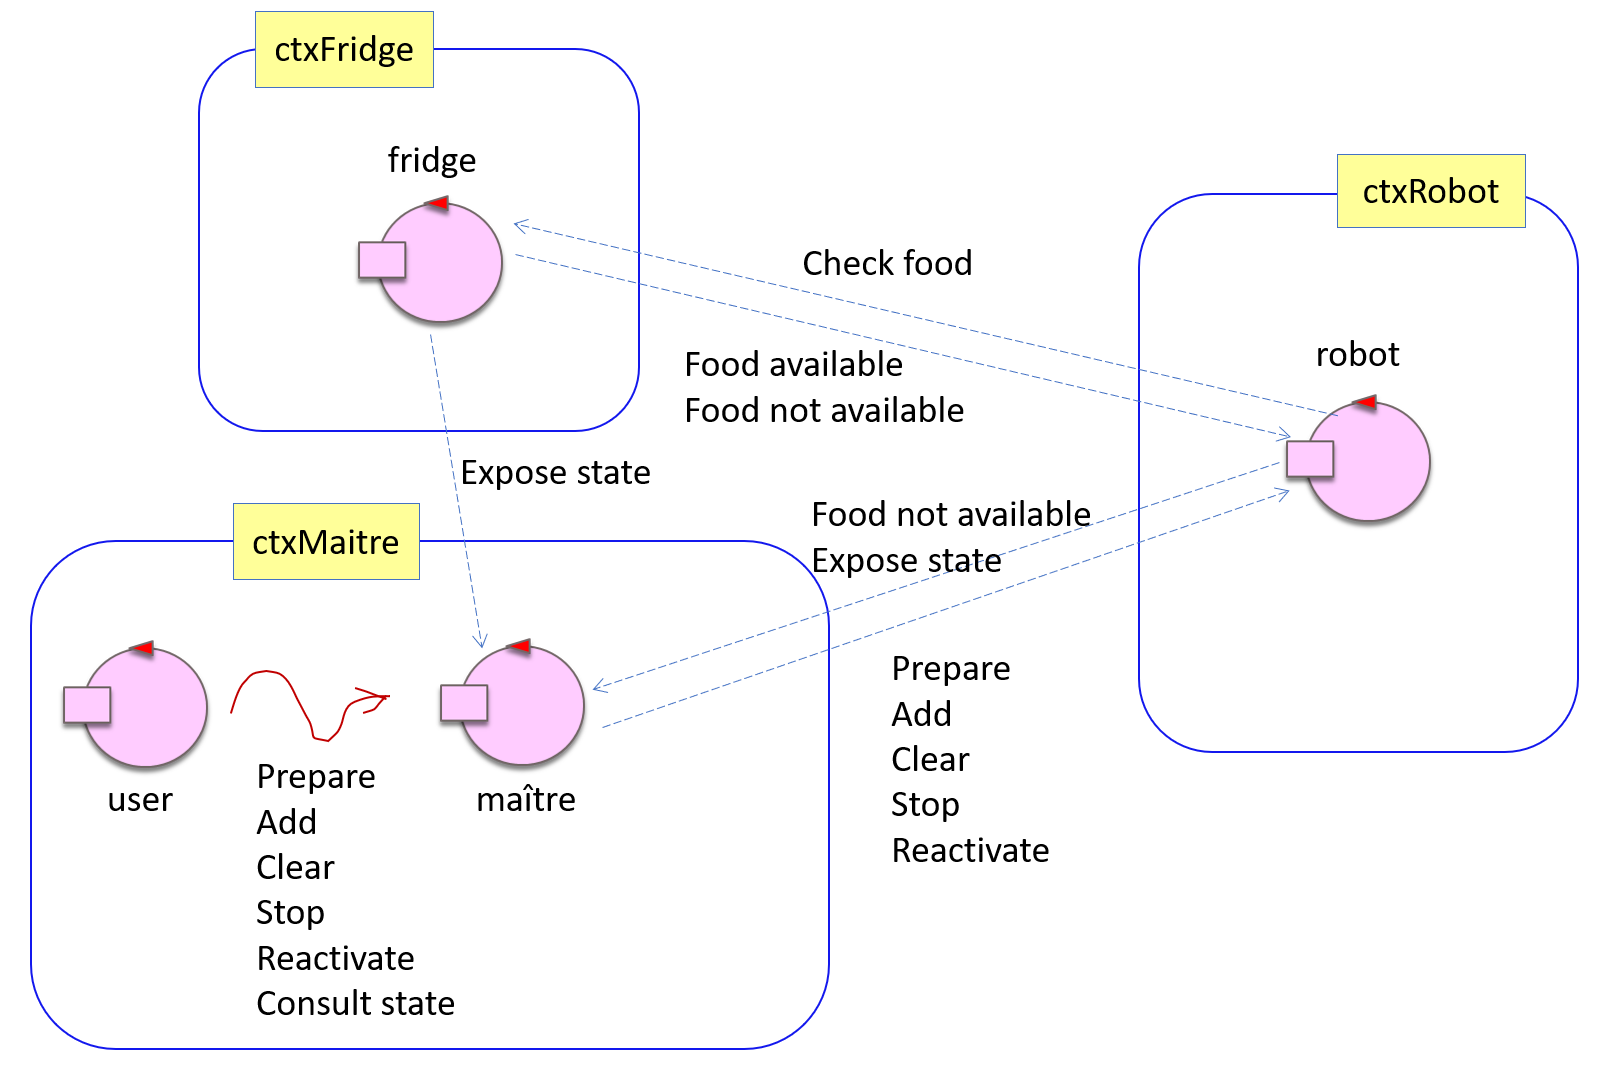 ctxFridge
fridge
ctxRobot
Check food
robot
Food available
Food not available
Expose state
Food not available
Expose state
ctxMaitre
Prepare
Add
Clear
Stop
Reactivate
user
maître
Prepare
Add
Clear
Stop
Reactivate
Consult state